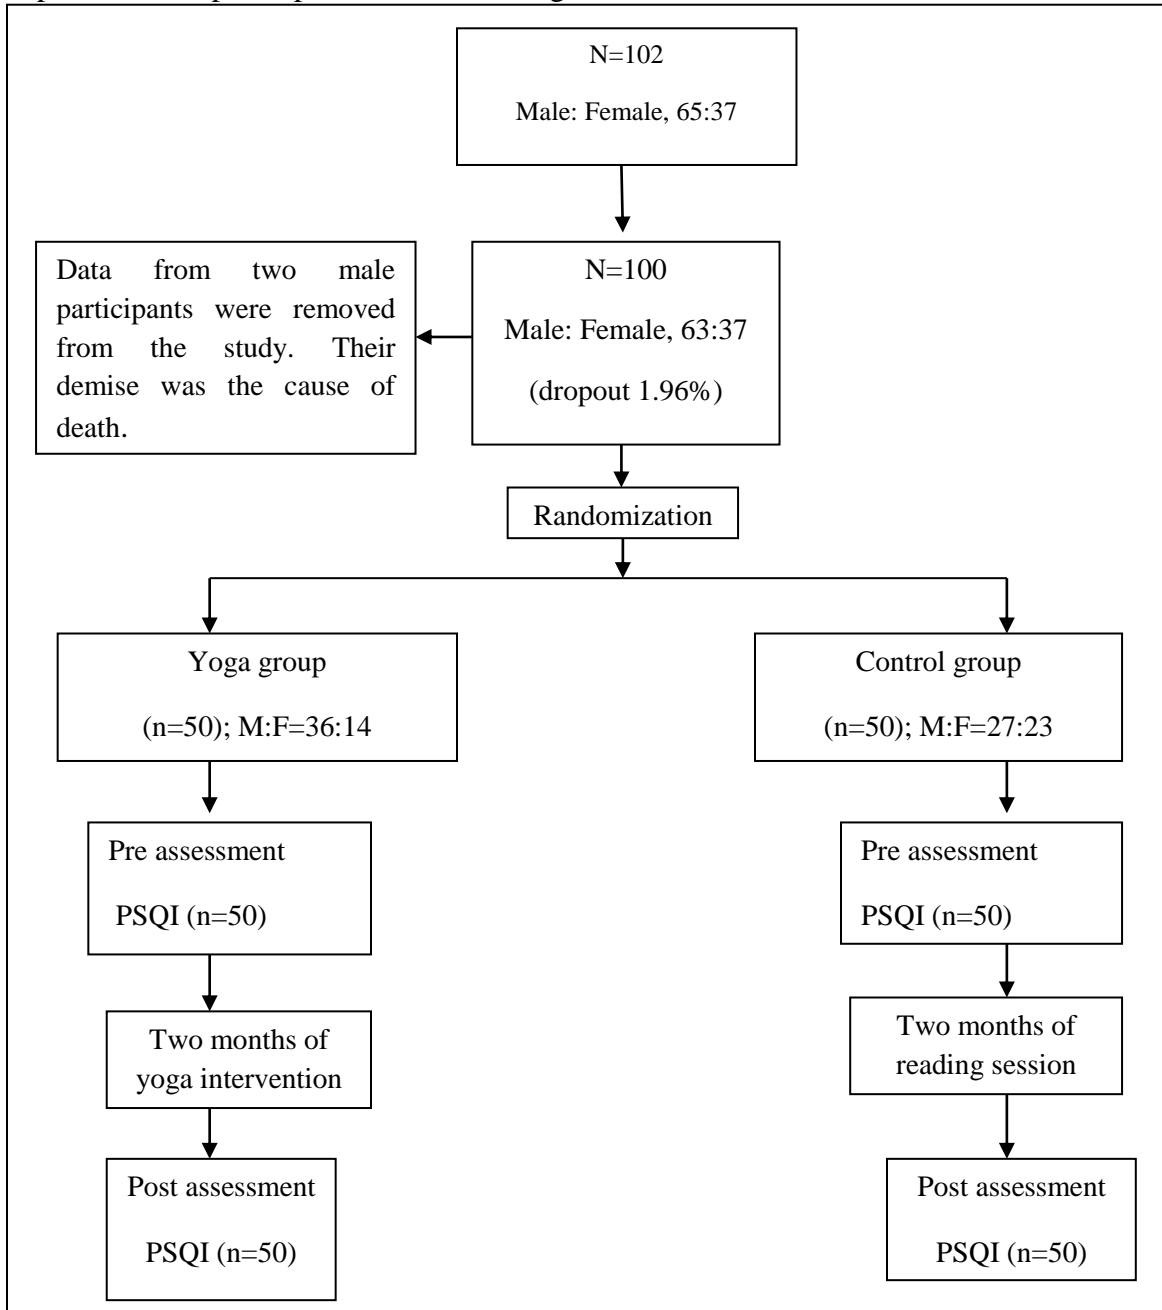 N=102
Male: Female, 65:37
N=100
Male: Female, 63:37
(dropout 1.96%)
Data from two male
participants were removed
from the study. Their
demise was the cause of
death.
Randomization
Yoga group
(n=50); M:F=36:14
Control group
(n=50); M:F=27:23
Pre assessment
PSQI (n=50)
Pre assessment
PSQI (n=50)
Two months of
yoga intervention
Two months of
reading session
Post assessment
PSQI (n=50)
Post assessment
PSQI (n=50)